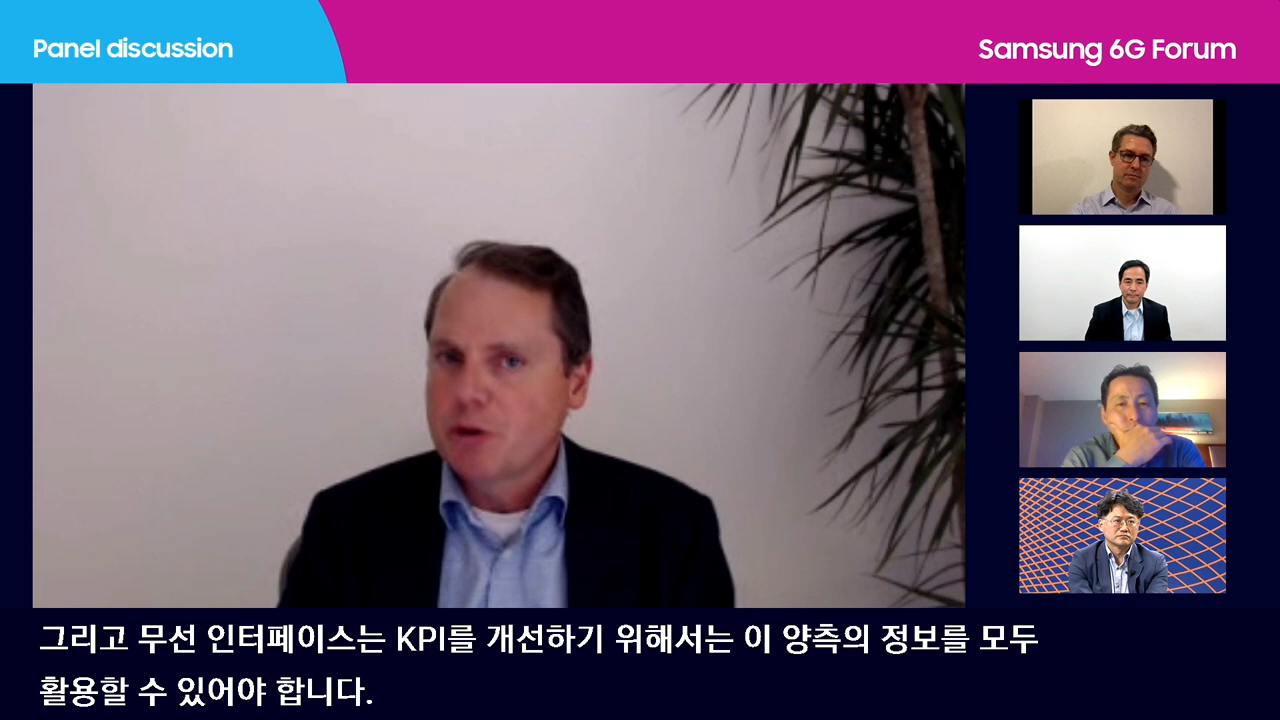 Panel discussion
Samsung 6G Forum
그리고 무선 인터페이스는 KPI를 개선하기 위해서는 이 양측의 정보를 모두
활용할 수 있어야 합니다.